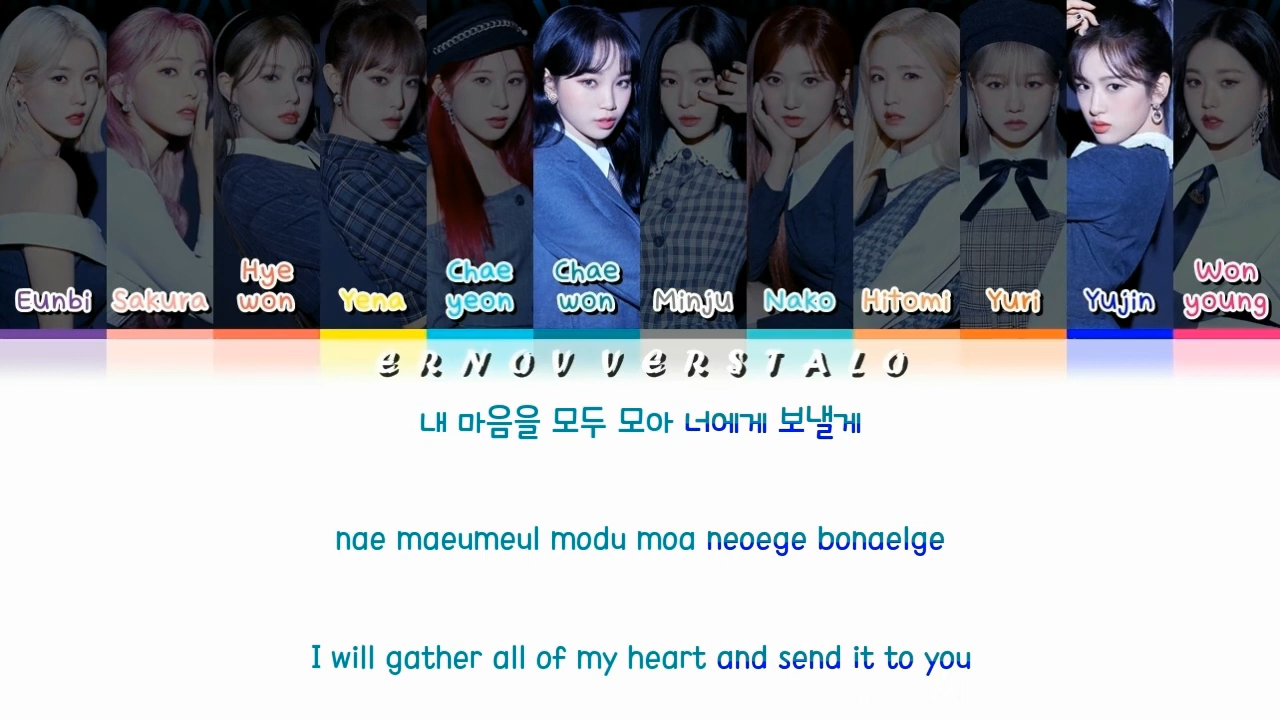 Eunbi
Sakura
Hye
won
Yena
Chae
yeon
Chae
won
Minju
Nako
Hitomi
Yuri
Yujin
Won
young
ERNOV VERSTALO
내 마음을 모두 모아 너에게 보낼게
nae maeumeul modu moa neoege bonaelge
I will gather all of my heart and send it to you